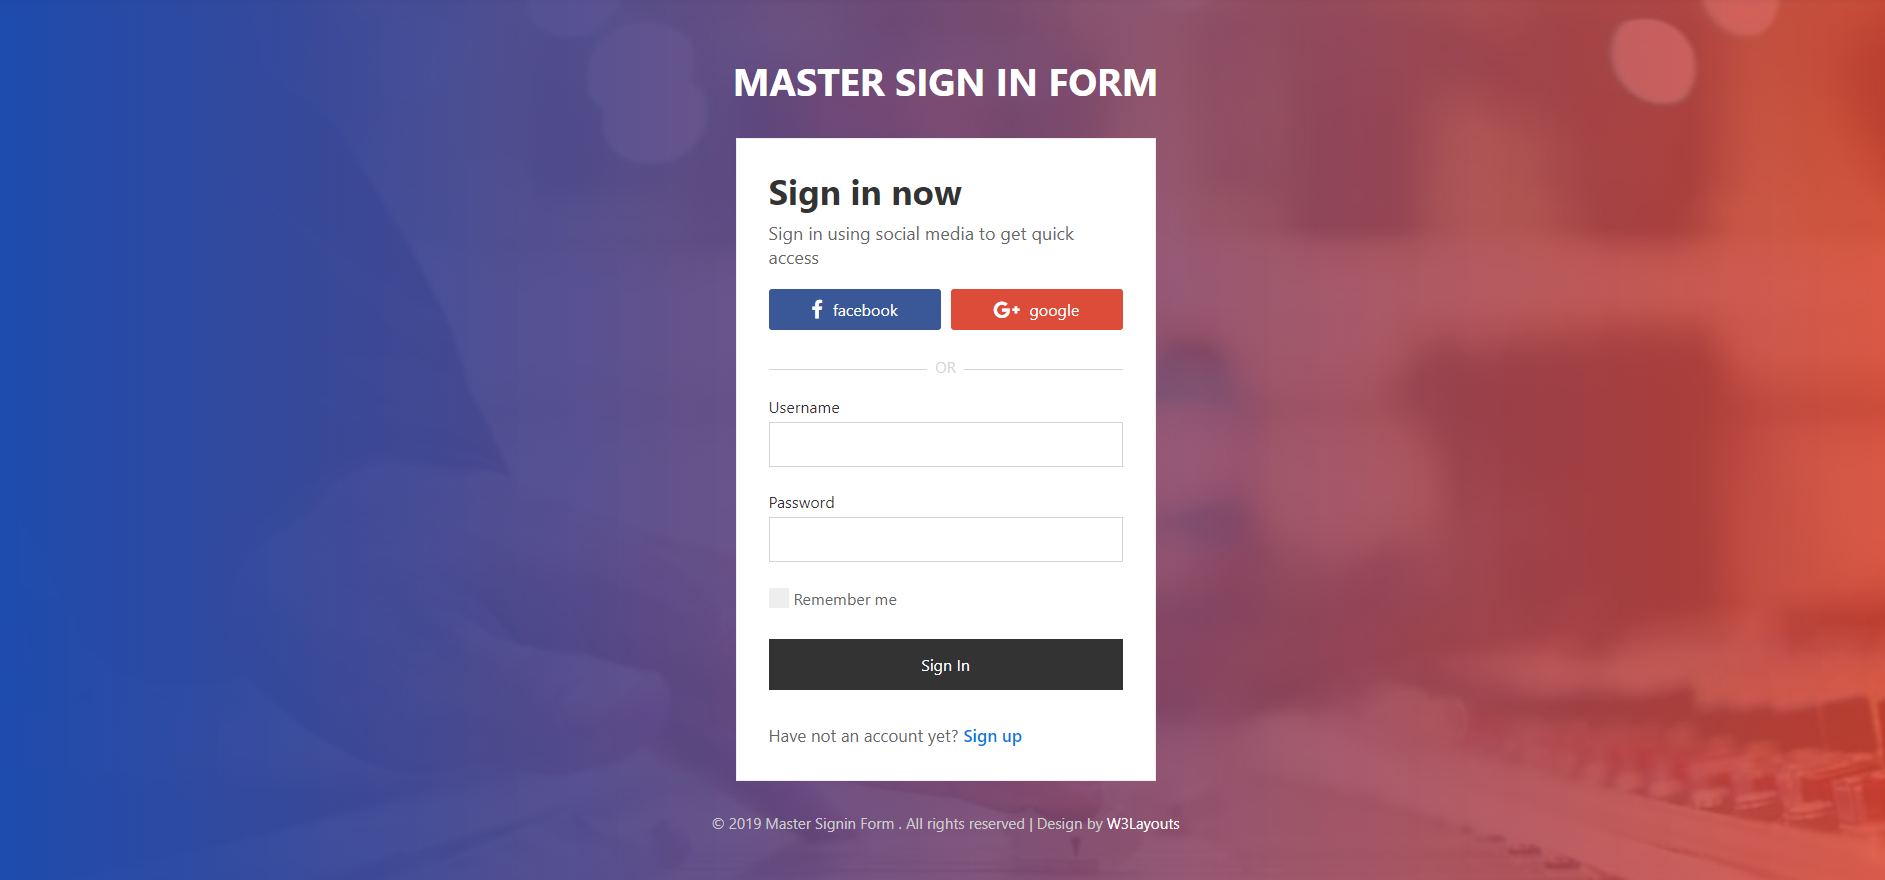 MASTER SIGN IN FORM
Sign in now
Sign in using social media to get quick
access
facebook
G+ google
OR
Username
Password
Remember me
Sign In
Have not an account yet? Sign up
© 2019 Master Signin Form . All rights reserved | Design by W3Layouts